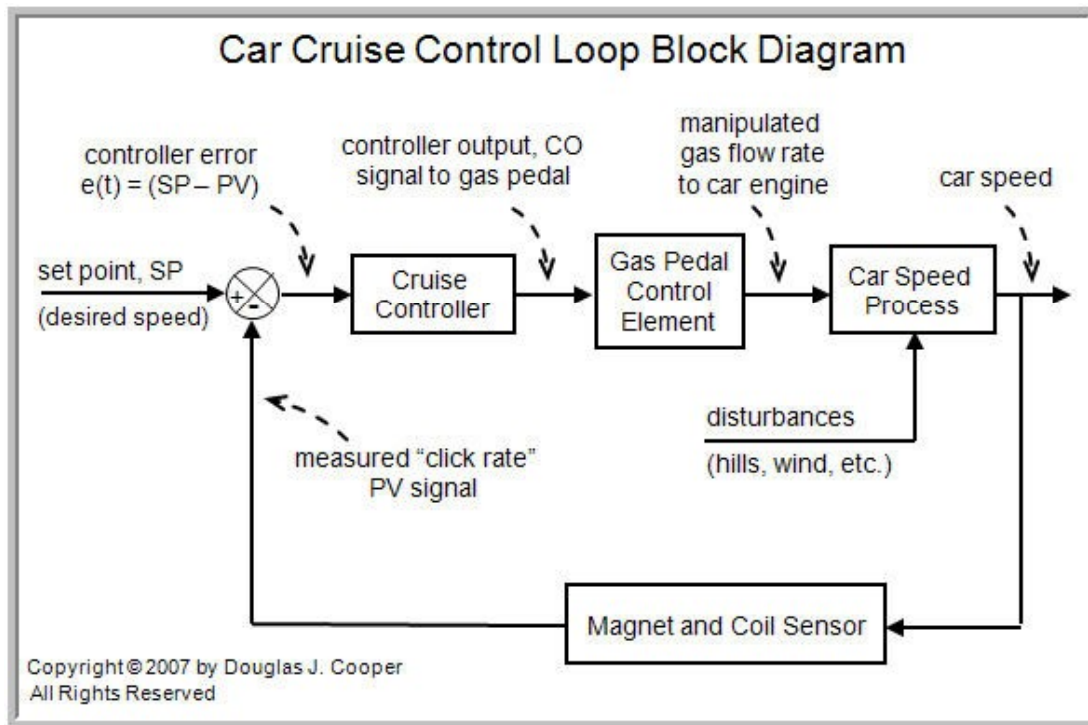 Car Cruise Control Loop Block Diagram
controller error
e(t) = (SP – PV)
controller output, CO
signal to gas pedal
manipulated
gas flow rate
to car engine
car speed
set point, SP
(desired speed)
+
-
Cruise
Controller
Gas Pedal
Control
Element
Car Speed
Process
disturbances
(hills, wind, etc.)
measured “click rate”
PV signal
Magnet and Coil Sensor
Copyright © 2007 by Douglas J. Cooper
All Rights Reserved